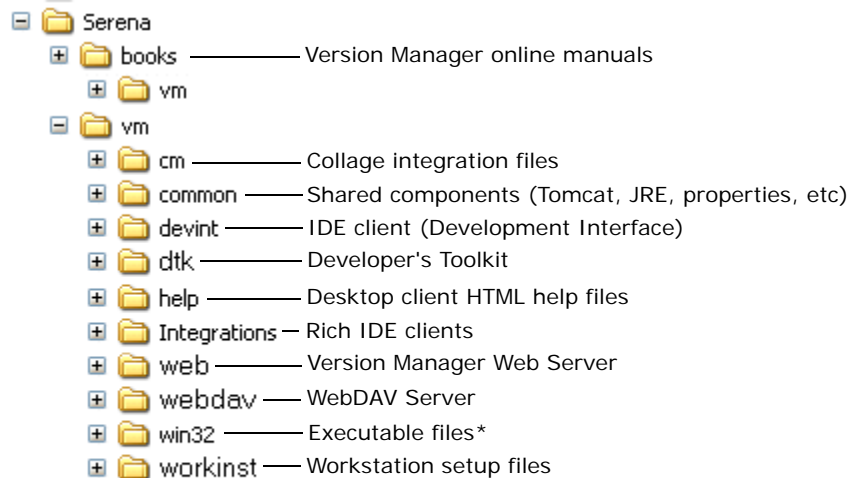 Serena
books Version Manager online manuals
vm
vm
cm Collage integration files
common Shared components (Tomcat, JRE, properties, etc)
devint IDE client (Development Interface)
dtk Developer's Toolkit
help Desktop client HTML help files
Integrations Rich IDE clients
web Version Manager Web Server
webdav WebDAV Server
win32 Executable files*
workinst Workstation setup files